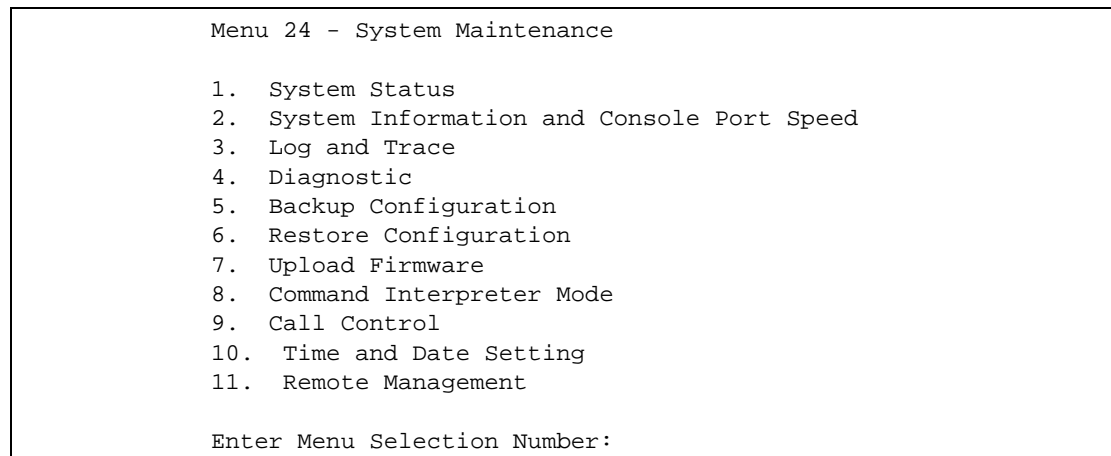 Menu 24 - System Maintenance
1. System Status
2. System Information and Console Port Speed
3. Log and Trace
4. Diagnostic
5. Backup Configuration
6. Restore Configuration
7. Upload Firmware
8. Command Interpreter Mode
9. Call Control
10. Time and Date Setting
11. Remote Management
Enter Menu Selection Number: